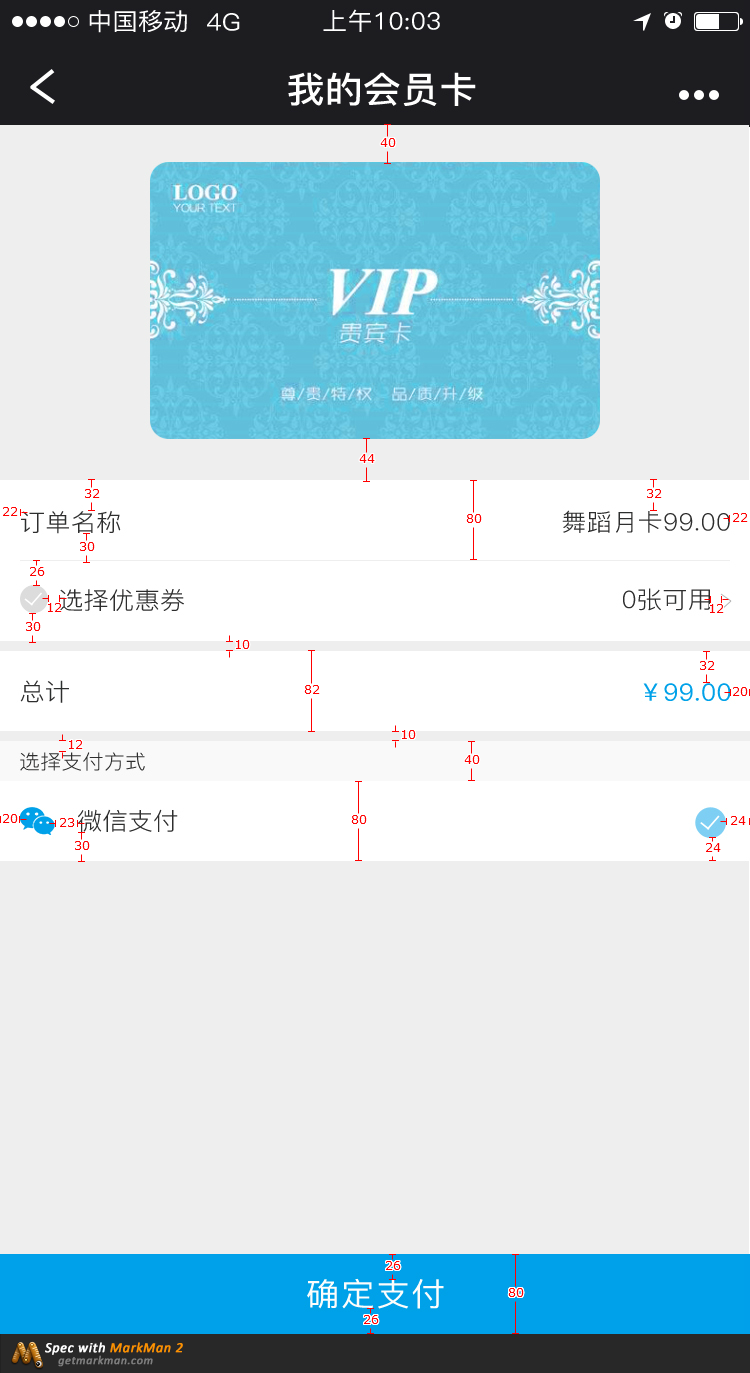 中国移动 4G 上午10:03
我的会员卡
40
LOGO
YOUR TEXT
VIP
贵宾卡
尊/贵/特/权 品/质/升/级
44
32 32
22 订单名称 80 舞蹈月卡99.00 22
30
26
12 选择优惠券 0张可用 12
30
10
32
总计 82 ¥99.00 20
10
12
选择支付方式 40
20 23 微信支付 80 24
30 24
26
确定支付 80
26
Spec with MarkMan 2
getmarkman.com